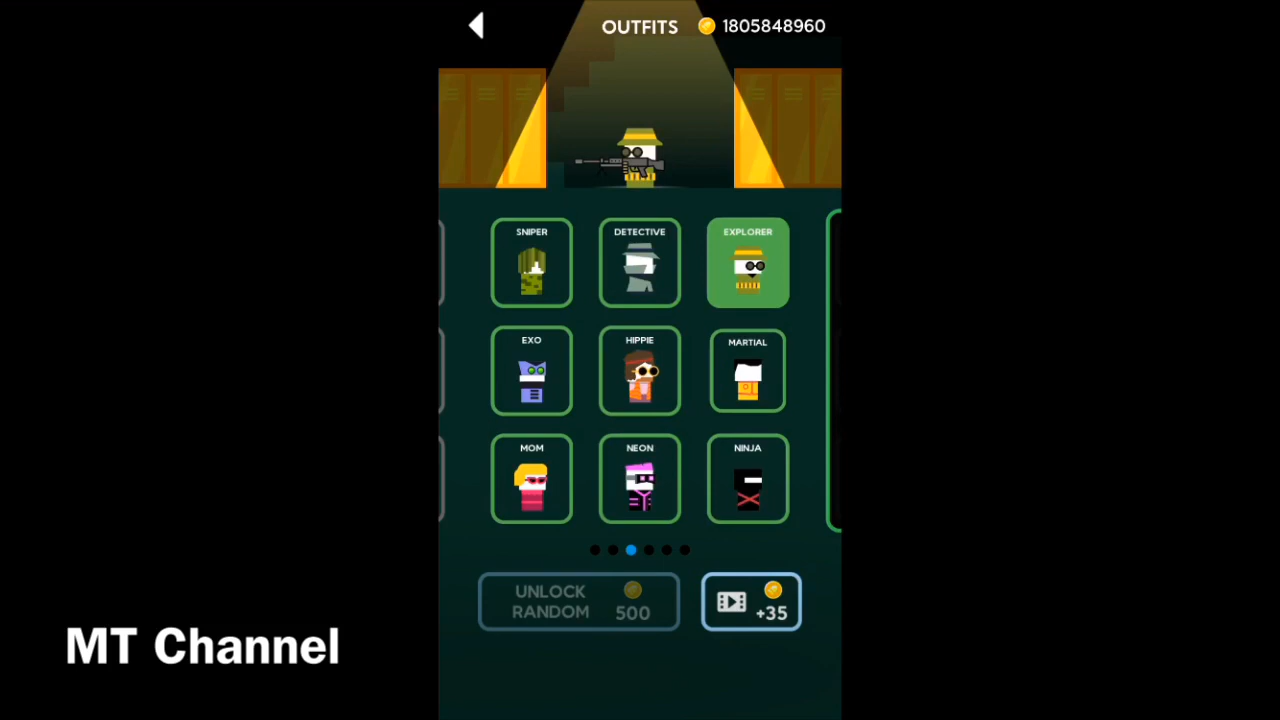 OUTFITS 1805848960
SNIPER DETECTIVE EXPLORER
EXO HIPPIE MARTIAL
MOM NEON NINJA
UNLOCK
RANDOM 500 +35
MT Channel